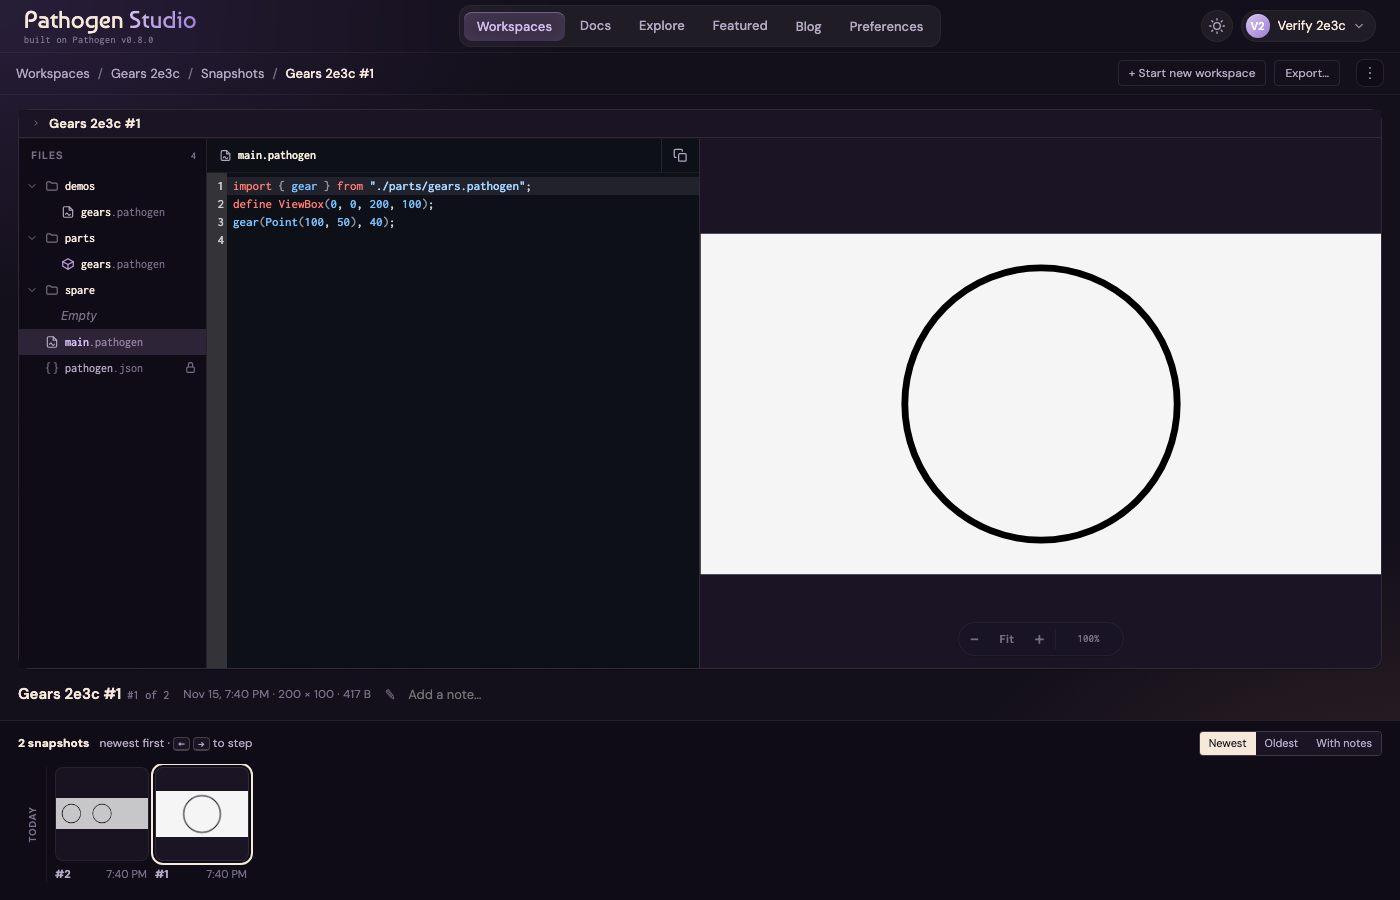 Pathogen Studio
built on Pathogen v0.8.0
Workspaces
Docs
Explore
Featured
Blog
Preferences
V2
Verify 2e3c
Workspaces / Gears 2e3c / Snapshots / Gears 2e3c #1
+ Start new workspace
Export...
Gears 2e3c #1
FILES 4
demos
gears.pathogen
parts
gears.pathogen
spare
Empty
main.pathogen
{} pathogen.json
main.pathogen
1 import { gear } from "./parts/gears.pathogen";
2 define ViewBox(0, 0, 200, 100);
3 gear(Point(100, 50), 40);
4
− Fit + 100%
Gears 2e3c #1 #1 of 2 Nov 15, 7:40 PM · 200 × 100 · 417 B ✎ Add a note...
2 snapshots newest first · ← → to step
Newest Oldest With notes
TODAY
#2 7:40 PM
#1 7:40 PM